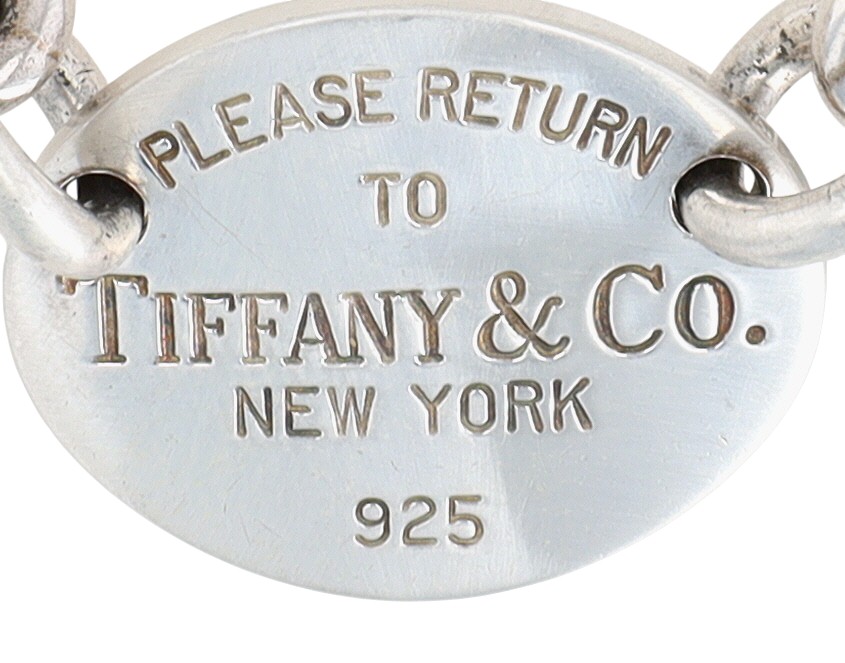 PLEASE RETURN
TO
TIFFANY & CO.
NEW YORK
925